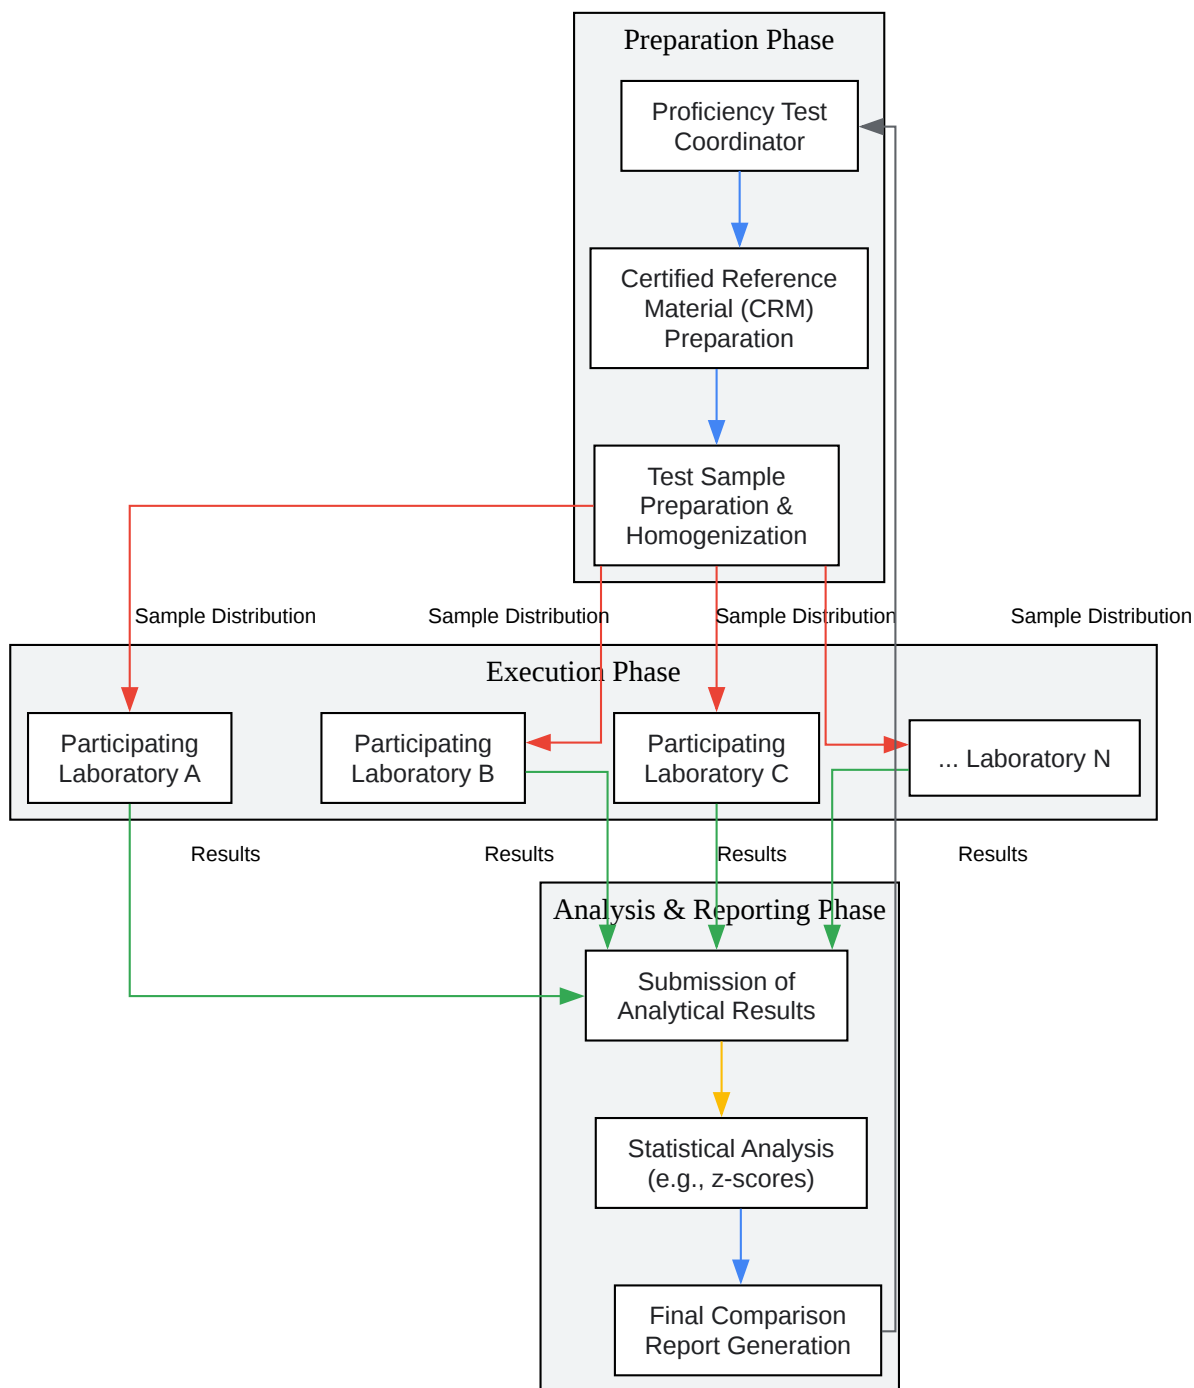 Preparation Phase
Proficiency Test
Coordinator
Certified Reference
Material (CRM)
Preparation
Test Sample
Preparation &
Homogenization
Sample Distribution
Sample Distribution
Sample Distribution
Sample Distribution
Execution Phase
Participating
Laboratory A
Participating
Laboratory B
Participating
Laboratory C
... Laboratory N
Results
Results
Results
Results
Analysis & Reporting Phase
Submission of
Analytical Results
Statistical Analysis
(e.g., z-scores)
Final Comparison
Report Generation